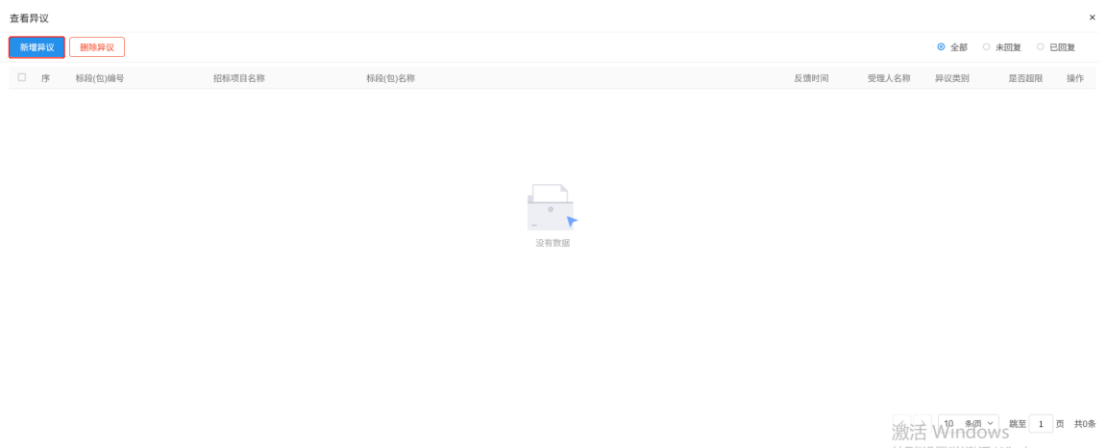 查看异议
×
新增异议 删除异议 全部 未回复 已回复
序 标段(包)编号 招标项目名称 标段(包)名称 反馈时间 受理人名称 异议类别 是否超限 操作
没有数据
10 条/页 跳至 1 页 共0条
激活 Windows